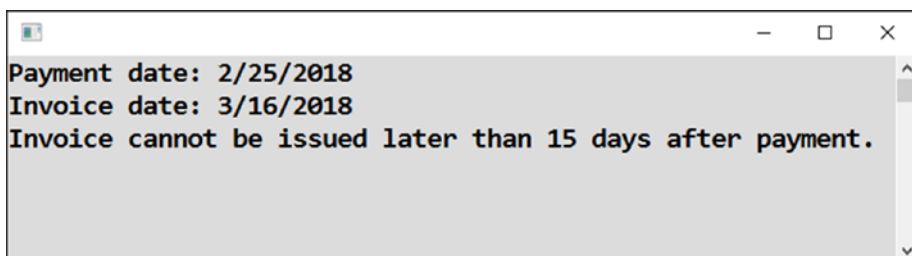 Payment date: 2/25/2018
Invoice date: 3/16/2018
Invoice cannot be issued later than 15 days after payment.